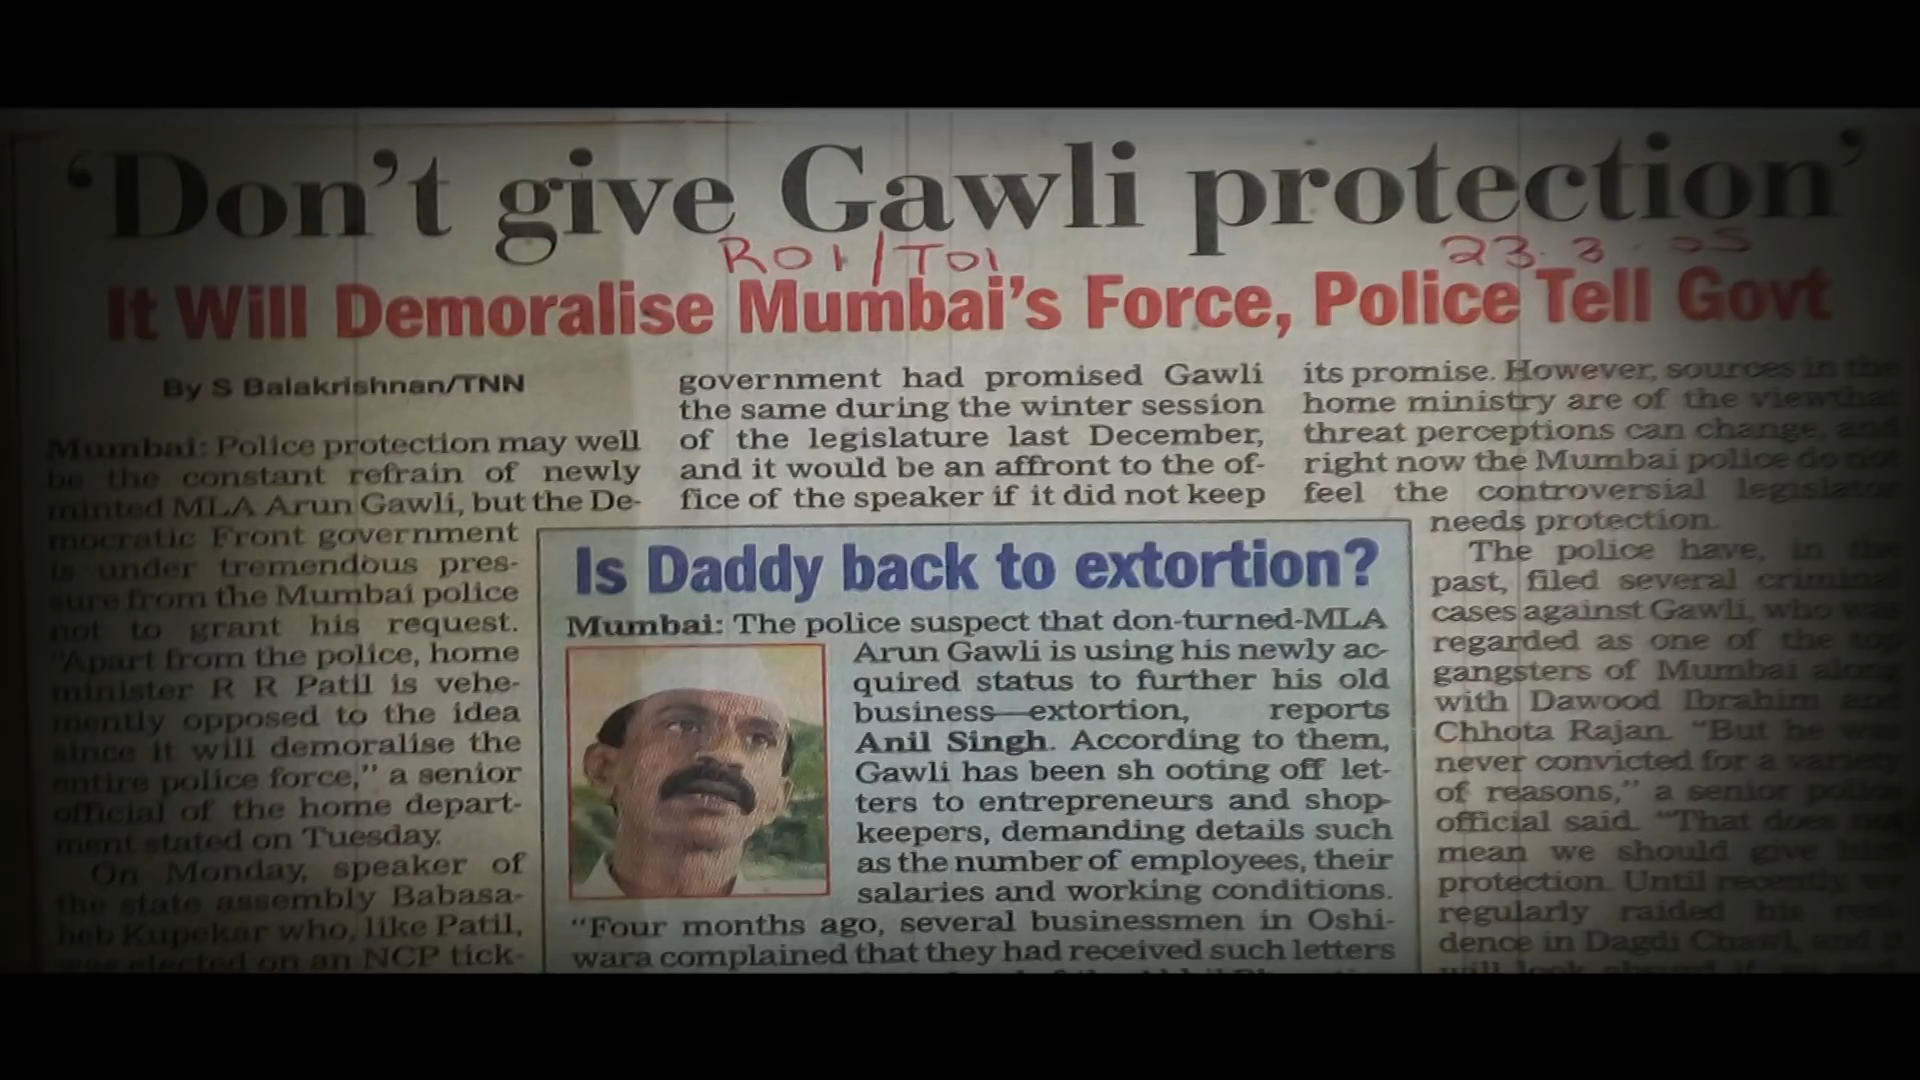 ‘Don’t give Gawli protection’
ROI/TOI
23.3.05
It Will Demoralise Mumbai’s Force, Police Tell Govt
By S Balakrishnan/TNN
Mumbai: Police protection may well
be the constant refrain of newly
minted MLA Arun Gawli, but the De-
mocratic Front government
is under tremendous pres-
sure from the Mumbai police
not to grant his request.
“Apart from the police, home
minister R R Patil is vehe-
mently opposed to the idea
since it will demoralise the
entire police force,” a senior
official of the home depart-
ment stated on Tuesday.
On Monday, speaker of
the state assembly Babasa-
heb Kupekar who, like Patil,
was elected on an NCP tick-
government had promised Gawli
the same during the winter session
of the legislature last December,
and it would be an affront to the of-
fice of the speaker if it did not keep
its promise. However, sources in the
home ministry are of the view that
threat perceptions can change, and
right now the Mumbai police do not
feel the controversial legislator
needs protection.
The police have, in the
past, filed several criminal
cases against Gawli, who was
regarded as one of the top
gangsters of Mumbai along
with Dawood Ibrahim and
Chhota Rajan. “But he was
never convicted for a variety
of reasons,” a senior police
official said. “That does not
mean we should give him
protection. Until recently we
regularly raided his resi-
dence in Dagdi Chawl, and it
will look absurd if
Is Daddy back to extortion?
Mumbai: The police suspect that don-turned-MLA
Arun Gawli is using his newly ac-
quired status to further his old
business—extortion, reports
Anil Singh. According to them,
Gawli has been sh ooting off let-
ters to entrepreneurs and shop-
keepers, demanding details such
as the number of employees, their
salaries and working conditions.
“Four months ago, several businessmen in Oshi-
wara complained that they had received such letters